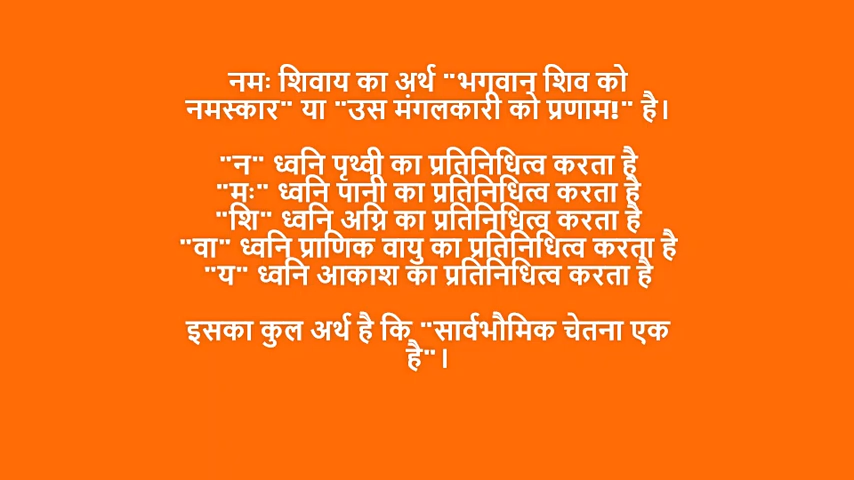 नमः शिवाय का अर्थ "भगवान् शिव को
नमस्कार" या "उस मंगलकारी को प्रणाम!" है।
"न" ध्वनि पृथ्वी का प्रतिनिधित्व करता है
"मः" ध्वनि पानी का प्रतिनिधित्व करता है
"शि" ध्वनि अग्नि का प्रतिनिधित्व करता है
"वा" ध्वनि प्राणिक वायु का प्रतिनिधित्व करता है
"य" ध्वनि आकाश का प्रतिनिधित्व करता है
इसका कुल अर्थ है कि "सार्वभौमिक चेतना एक
है"।